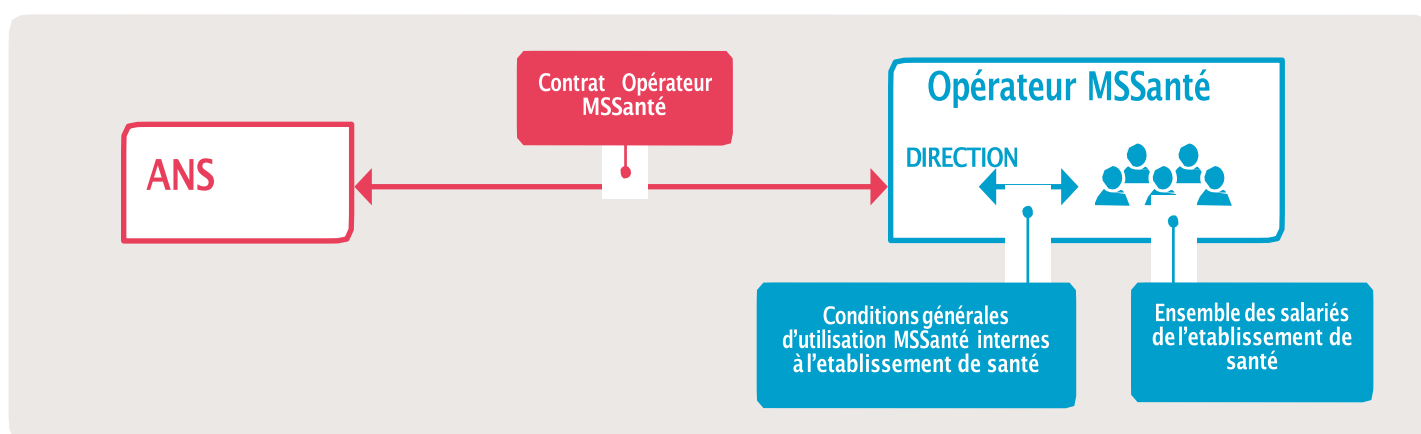 Contrat Opérateur
MSSanté
ANS
Opérateur MSSanté
DIRECTION
Conditions générales
d'utilisation MSSanté internes
à l'etablissement de santé
Ensemble des salariés
de l'etablissement de
santé